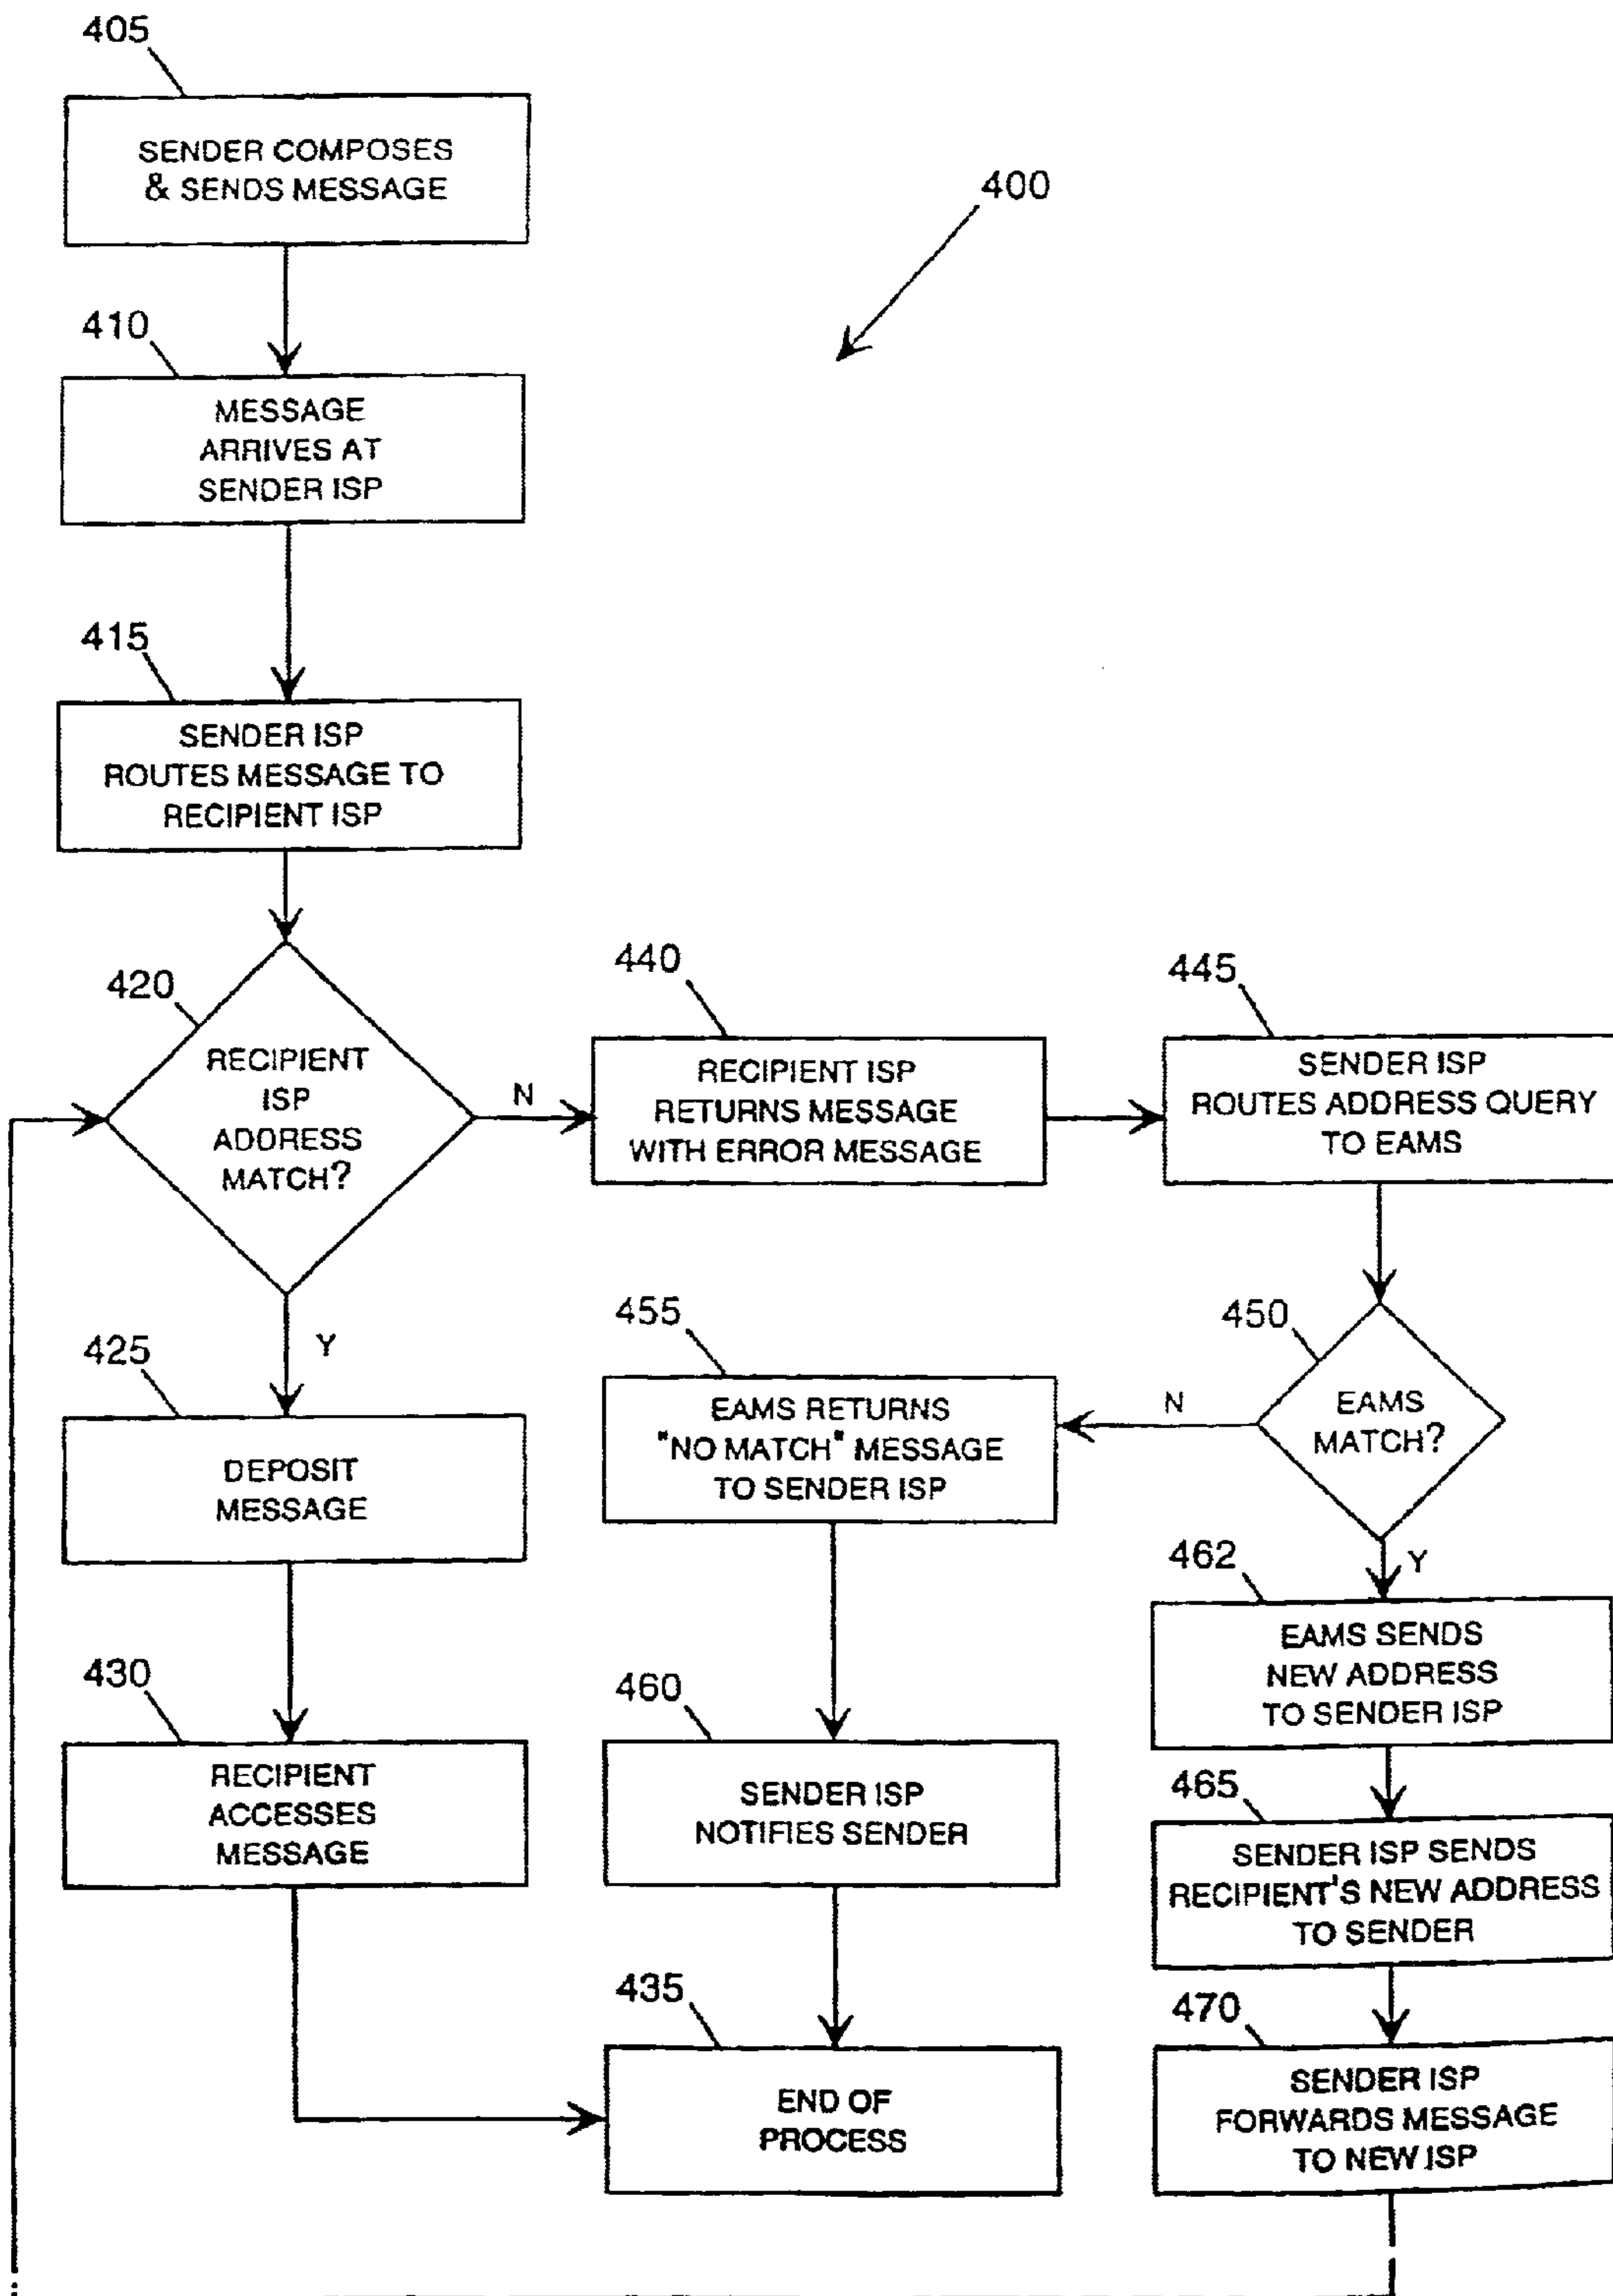 405
SENDER COMPOSES
& SENDS MESSAGE
400
410
MESSAGE
ARRIVES AT
SENDER ISP
415
SENDER ISP
ROUTES MESSAGE TO
RECIPIENT ISP
420
RECIPIENT
ISP
ADDRESS
MATCH?
N
440
RECIPIENT ISP
RETURNS MESSAGE
WITH ERROR MESSAGE
445
SENDER ISP
ROUTES ADDRESS QUERY
TO EAMS
Y
425
DEPOSIT
MESSAGE
455
EAMS RETURNS
"NO MATCH" MESSAGE
TO SENDER ISP
N
450
EAMS
MATCH?
Y
430
RECIPIENT
ACCESSES
MESSAGE
460
SENDER ISP
NOTIFIES SENDER
462
EAMS SENDS
NEW ADDRESS
TO SENDER ISP
465
SENDER ISP SENDS
RECIPIENT'S NEW ADDRESS
TO SENDER
435
END OF
PROCESS
470
SENDER ISP
FORWARDS MESSAGE
TO NEW ISP